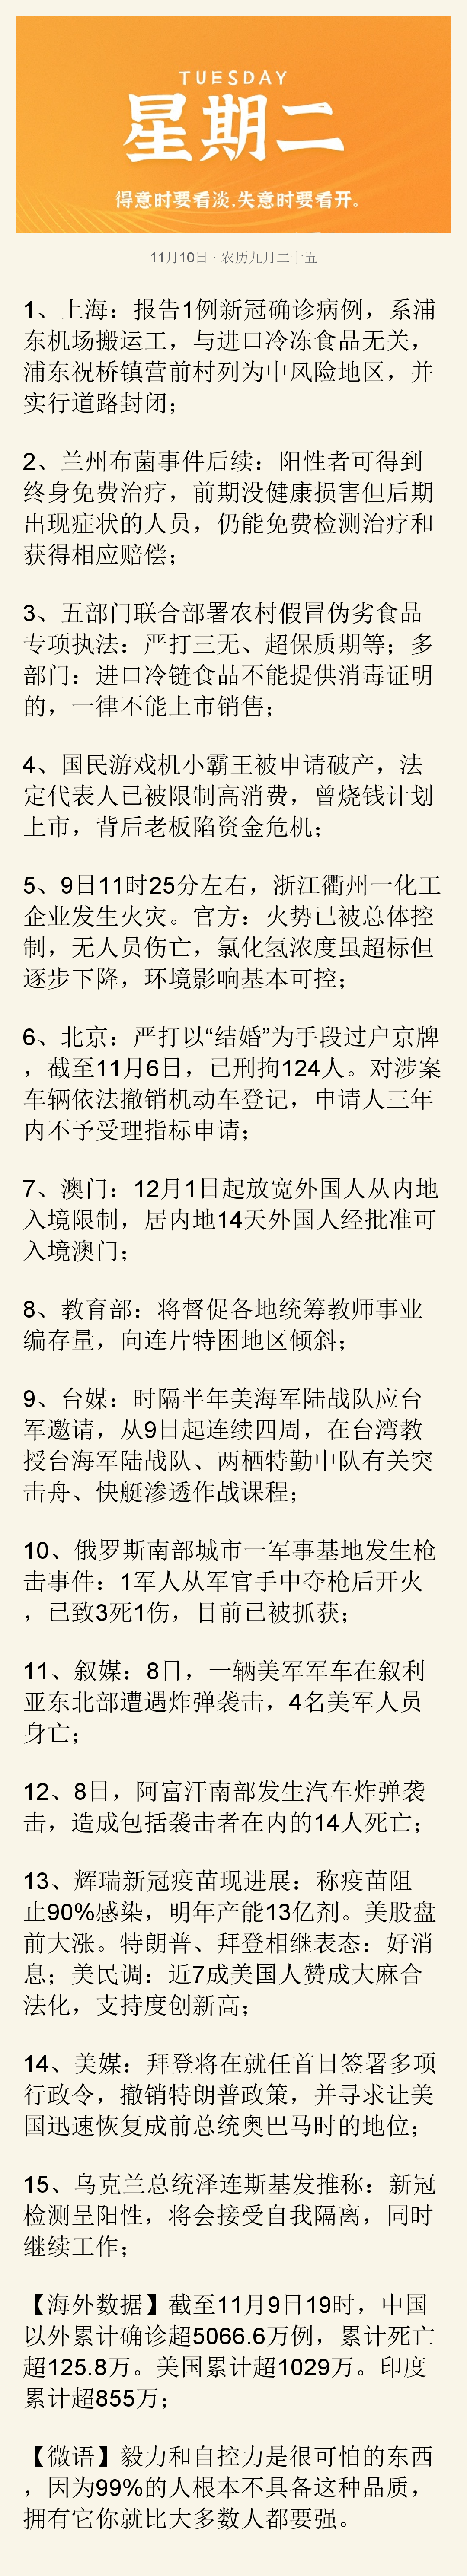 TUESDAY
星期二
得意时要看淡,失意时要看开。
11月10日 · 农历九月二十五
1、上海：报告1例新冠确诊病例，系浦
东机场搬运工，与进口冷冻食品无关，
浦东祝桥镇营前村列为中风险地区，并
实行道路封闭；
2、兰州布菌事件后续：阳性者可得到
终身免费治疗，前期没健康损害但后期
出现症状的人员，仍能免费检测治疗和
获得相应赔偿；
3、五部门联合部署农村假冒伪劣食品
专项执法：严打三无、超保质期等；多
部门：进口冷链食品不能提供消毒证明
的，一律不能上市销售；
4、国民游戏机小霸王被申请破产，法
定代表人已被限制高消费，曾烧钱计划
上市，背后老板陷资金危机；
5、9日11时25分左右，浙江衢州一化工
企业发生火灾。官方：火势已被总体控
制，无人员伤亡，氯化氢浓度虽超标但
逐步下降，环境影响基本可控；
6、北京：严打以“结婚”为手段过户京牌
，截至11月6日，已刑拘124人。对涉案
车辆依法撤销机动车登记，申请人三年
内不予受理指标申请；
7、澳门：12月1日起放宽外国人从内地
入境限制，居内地14天外国人经批准可
入境澳门；
8、教育部：将督促各地统筹教师事业
编存量，向连片特困地区倾斜；
9、台媒：时隔半年美海军陆战队应台
军邀请，从9日起连续四周，在台湾教
授台海军陆战队、两栖特勤中队有关突
击舟、快艇渗透作战课程；
10、俄罗斯南部城市一军事基地发生枪
击事件：1军人从军官手中夺枪后开火
，已致3死1伤，目前已被抓获；
11、叙媒：8日，一辆美军军车在叙利
亚东北部遭遇炸弹袭击，4名美军人员
身亡；
12、8日，阿富汗南部发生汽车炸弹袭
击，造成包括袭击者在内的14人死亡；
13、辉瑞新冠疫苗现进展：称疫苗阻
止90%感染，明年产能13亿剂。美股盘
前大涨。特朗普、拜登相继表态：好消
息；美民调：近7成美国人赞成大麻合
法化，支持度创新高；
14、美媒：拜登将在就任首日签署多项
行政令，撤销特朗普政策，并寻求让美
国迅速恢复成前总统奥巴马时的地位；
15、乌克兰总统泽连斯基发推称：新冠
检测呈阳性，将会接受自我隔离，同时
继续工作；
【海外数据】截至11月9日19时，中国
以外累计确诊超5066.6万例，累计死亡
超125.8万。美国累计超1029万。印度
累计超855万；
【微语】毅力和自控力是很可怕的东西
，因为99%的人根本不具备这种品质，
拥有它你就比大多数人都要强。